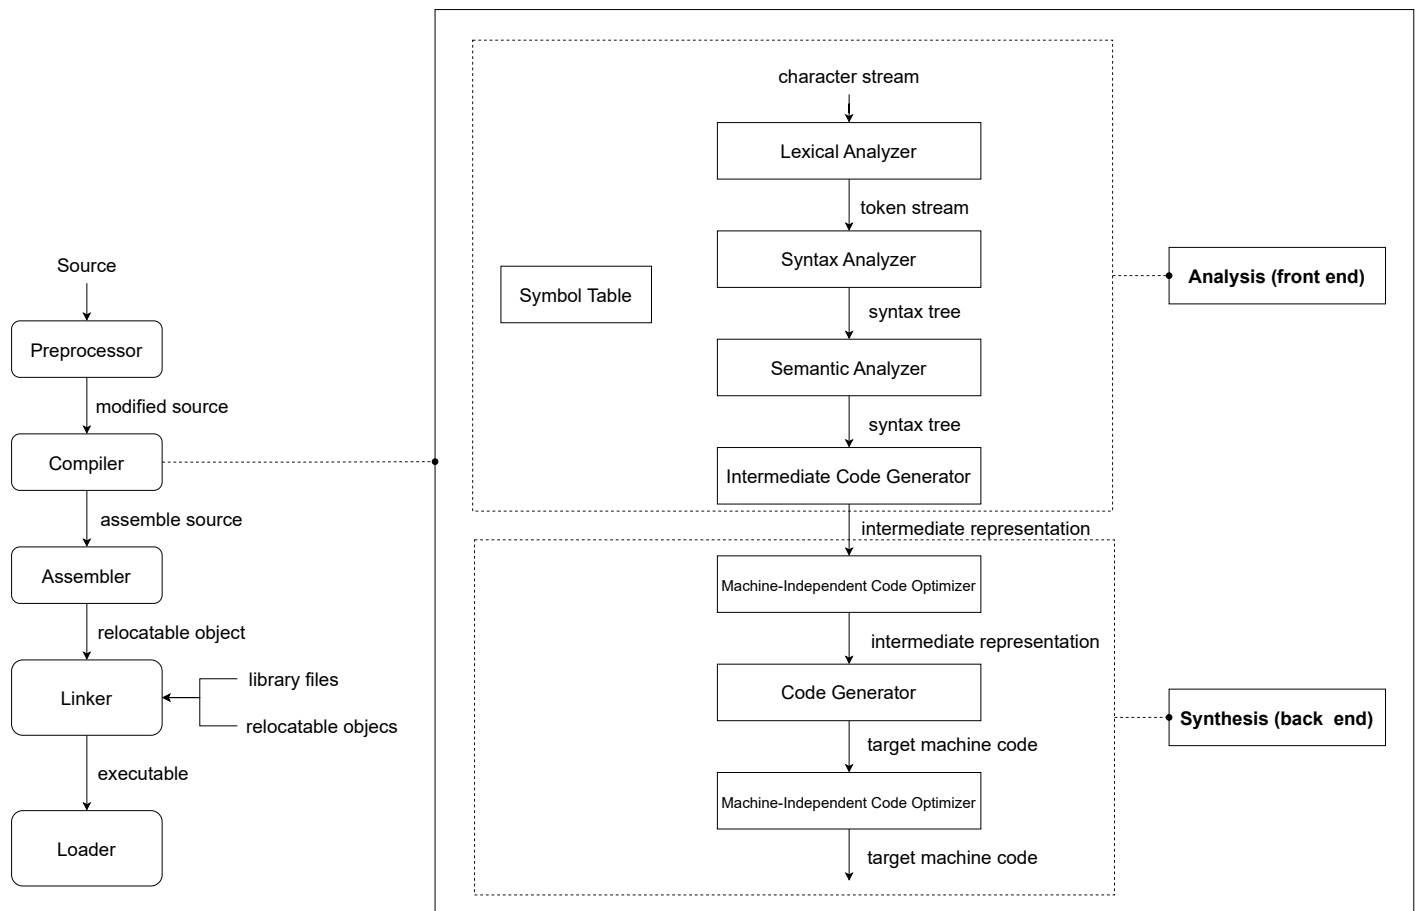 Source
Preprocessor
modified source
Compiler
assemble source
Assembler
relocatable object
Linker
library files
relocatable objecs
executable
Loader
character stream
Lexical Analyzer
token stream
Syntax Analyzer
Symbol Table
syntax tree
Semantic Analyzer
syntax tree
Intermediate Code Generator
intermediate representation
Machine-Independent Code Optimizer
intermediate representation
Code Generator
target machine code
Machine-Independent Code Optimizer
target machine code
Analysis (front end)
Synthesis (back end)